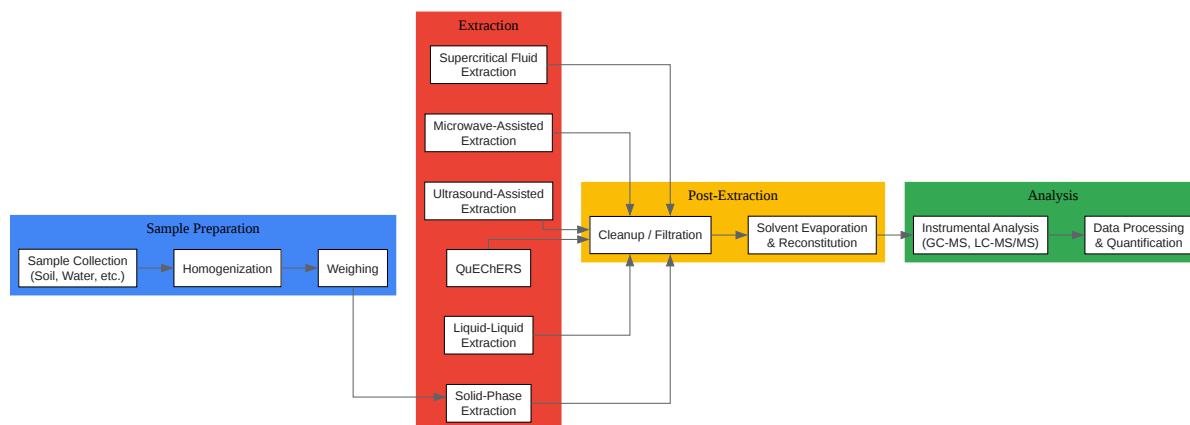 Extraction
Supercritical Fluid
Extraction
Microwave-Assisted
Extraction
Ultrasound-Assisted
Extraction
QuEChERS
Liquid-Liquid
Extraction
Solid-Phase
Extraction
Sample Preparation
Sample Collection
(Soil, Water, etc.)
Homogenization
Weighing
Post-Extraction
Cleanup / Filtration
Solvent Evaporation
& Reconstitution
Analysis
Instrumental Analysis
(GC-MS, LC-MS/MS)
Data Processing
& Quantification